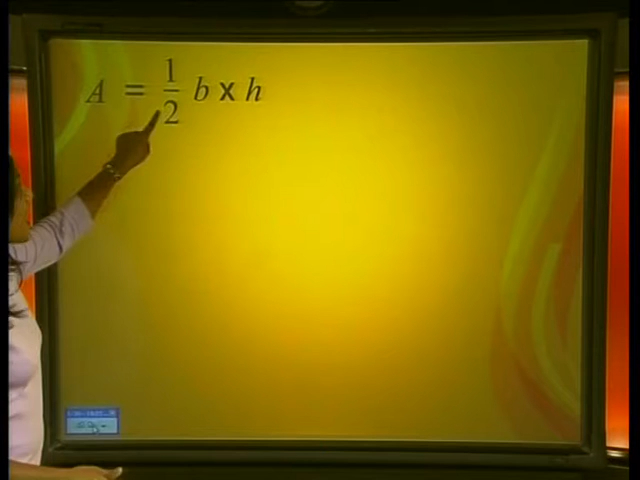 A = 1/2 b x h